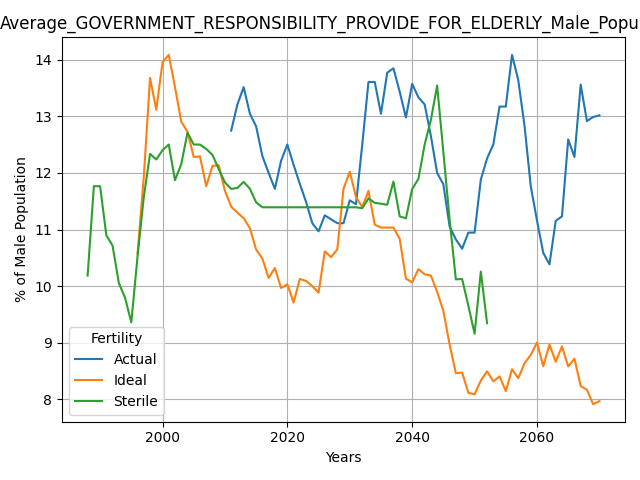 Average_GOVERNMENT_RESPONSIBILITY_PROVIDE_FOR_ELDERLY_Male_Popu
14
13
12
11
10
9
8
% of Male Population
Fertility
Actual
Ideal
Sterile
2000 2020 2040 2060
Years